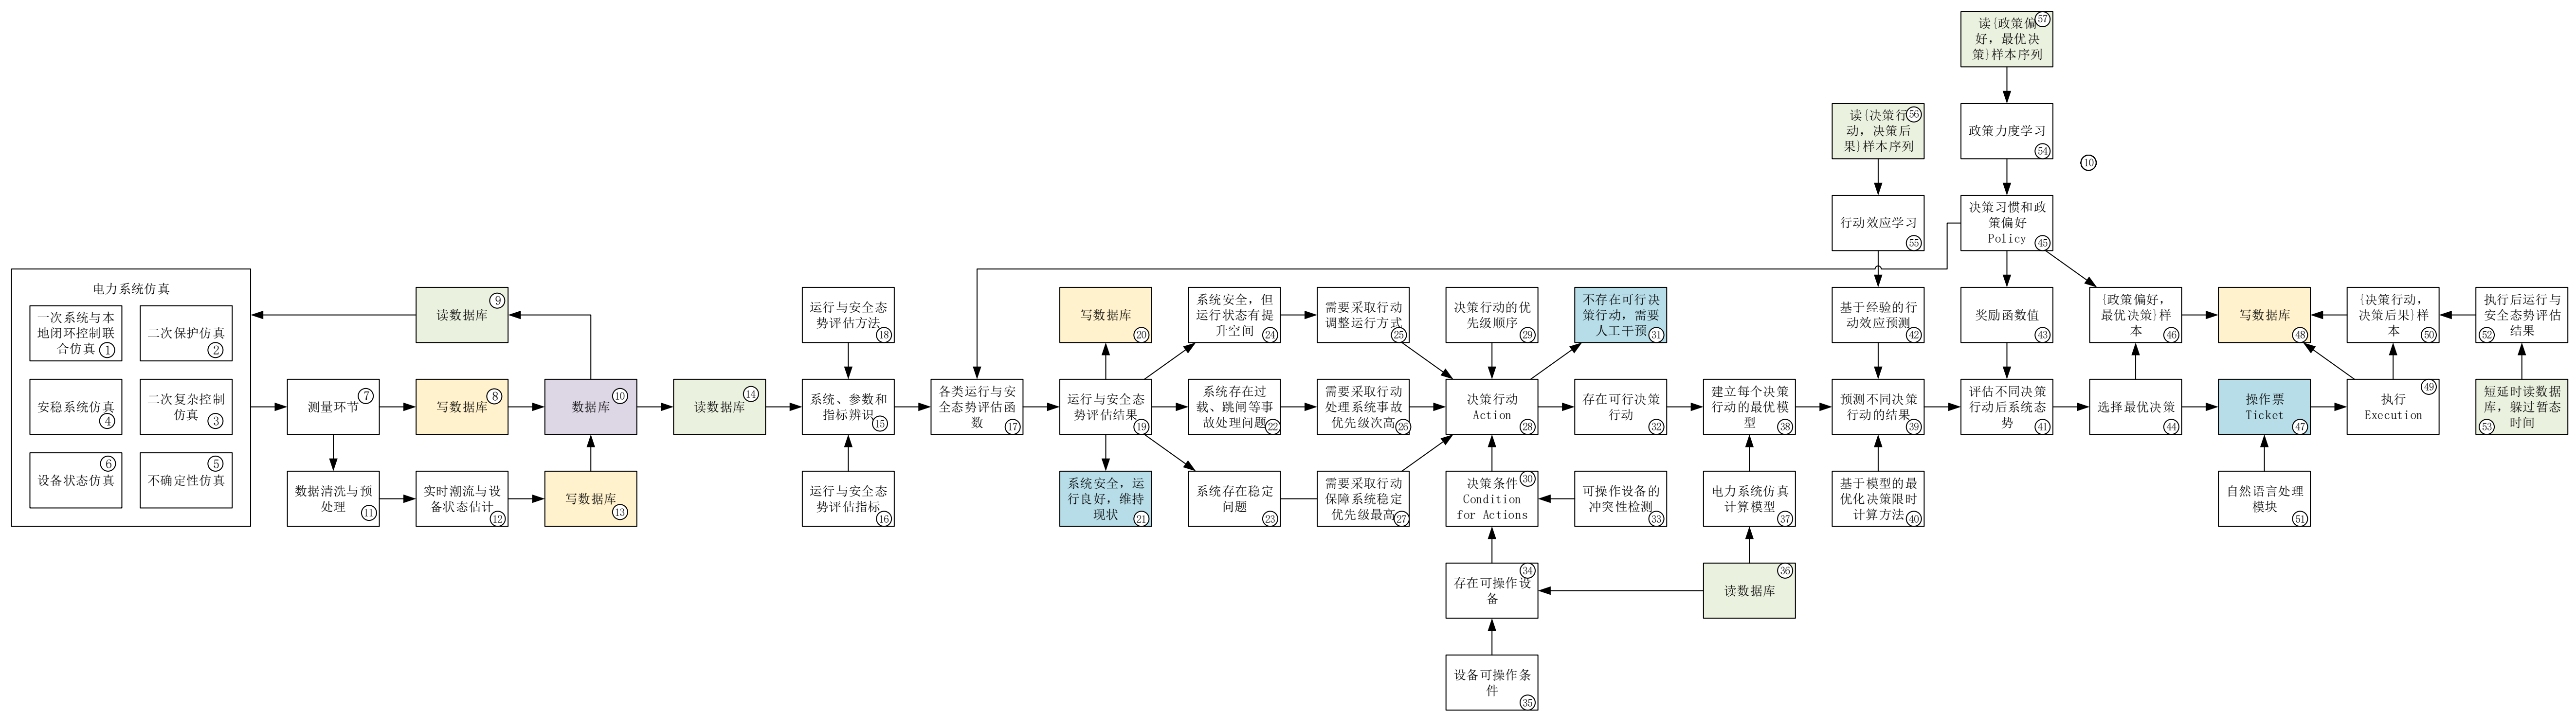 读{政策偏
好，最优决
策}样本序列
57
政策力度学习
54
10
读{决策行
动，决策后
果}样本序列
56
行动效应学习
55
决策习惯和政
策偏好
Policy
45
电力系统仿真
一次系统与本
地闭环控制联
合仿真
1
二次保护仿真
2
安稳系统仿真
4
二次复杂控制
仿真
3
设备状态仿真
6
不确定性仿真
5
测量环节
7
写数据库
8
读数据库
9
数据库
10
数据清洗与预
处理
11
实时潮流与设
备状态估计
12
写数据库
13
读数据库
14
运行与安全态
势评估方法
18
系统、参数和
指标辨识
15
运行与安全态
势评估指标
16
各类运行与安
全态势评估函
数
17
写数据库
20
运行与安全态
势评估结果
19
系统安全，运
行良好，维持
现状
21
系统安全，但
运行状态有提
升空间
24
系统存在过
载、跳闸等事
故处理问题
22
系统存在稳定
问题
23
需要采取行动
调整运行方式
25
需要采取行动
处理系统事故
优先级次高
26
需要采取行动
保障系统稳定
优先级最高
27
决策行动的优
先级顺序
29
决策行动
Action
28
决策条件
Condition
for Actions
30
存在可操作设
备
34
设备可操作条
件
35
不存在可行决
策行动，需要
人工干预
31
存在可行决策
行动
32
可操作设备的
冲突性检测
33
建立每个决策
行动的最优模
型
38
电力系统仿真
计算模型
37
读数据库
36
基于经验的行
动效应预测
42
预测不同决策
行动的结果
39
基于模型的最
优化决策限时
计算方法
40
奖励函数值
43
评估不同决策
行动后系统态
势
41
{政策偏好，
最优决策}样
本
46
选择最优决策
44
写数据库
48
操作票
Ticket
47
自然语言处理
模块
51
{决策行动，
决策后果}样
本
50
执行
Execution
49
执行后运行与
安全态势评估
结果
52
短延时读数据
库，躲过暂态
时间
53